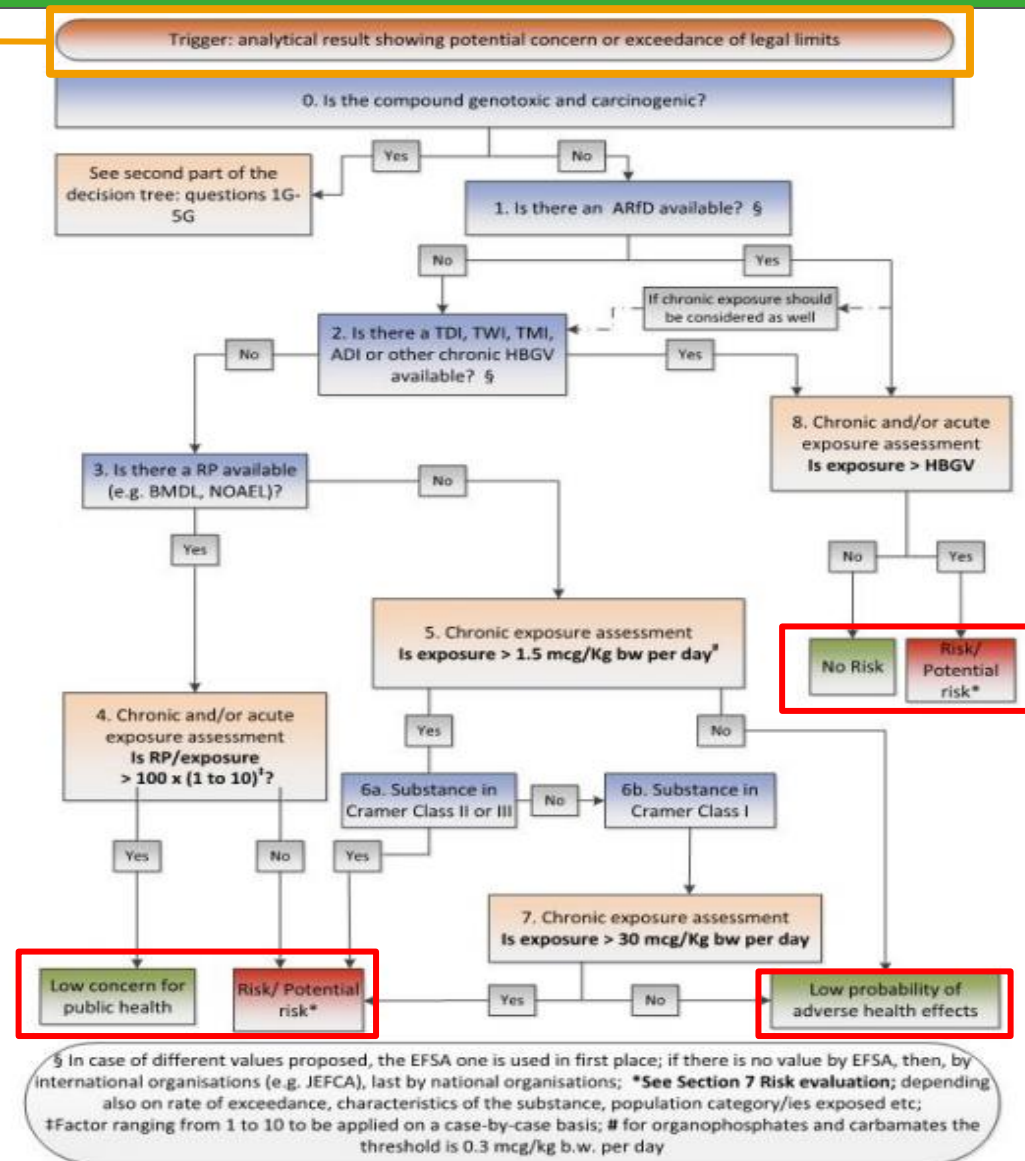 Trigger: analytical result showing potential concern or exceedance of legal limits
0. Is the compound genotoxic and carcinogenic?
Yes
No
See second part of the
decision tree: questions 1G-
5G
1. Is there an ARfD available? §
No
Yes
If chronic exposure should
be considered as well
2. Is there a TDI, TWI, TMI,
ADI or other chronic HBGV
available? §
No
Yes
8. Chronic and/or acute
exposure assessment
Is exposure > HBGV
3. Is there a RP available
(e.g. BMDL, NOAEL)?
No
Yes
No
Yes
5. Chronic exposure assessment
Is exposure > 1.5 mcg/Kg bw per day#
No Risk
Risk/
Potential
risk*
4. Chronic and/or acute
exposure assessment
Is RP/exposure
> 100 x (1 to 10)‡?
Yes
No
6a. Substance in
Cramer Class II or III
No
6b. Substance in
Cramer Class I
Yes
No
Yes
7. Chronic exposure assessment
Is exposure > 30 mcg/Kg bw per day
Low concern for
public health
Risk/ Potential
risk*
Yes
No
Low probability of
adverse health effects
§ In case of different values proposed, the EFSA one is used in first place; if there is no value by EFSA, then, by
international organisations (e.g. JEFCA), last by national organisations; *See Section 7 Risk evaluation; depending
also on rate of exceedance, characteristics of the substance, population category/ies exposed etc;
‡Factor ranging from 1 to 10 to be applied on a case-by-case basis; # for organophosphates and carbamates the
threshold is 0.3 mcg/kg b.w. per day